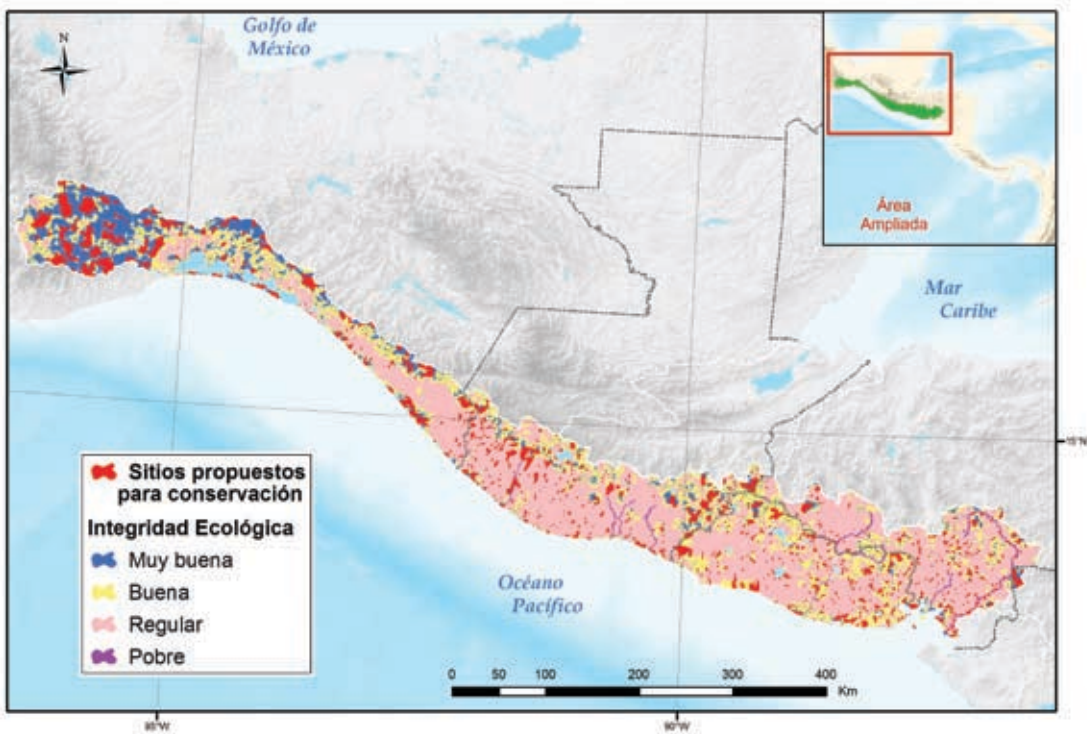 N
Golfo de
México
Área
Ampliada
Mar
Caribe
15°N
Sitios propuestos
para conservación
Integridad Ecológica
Muy buena
Buena
Regular
Pobre
Océano
Pacífico
0 50 100 200 300 400
Km
95°W
90°W